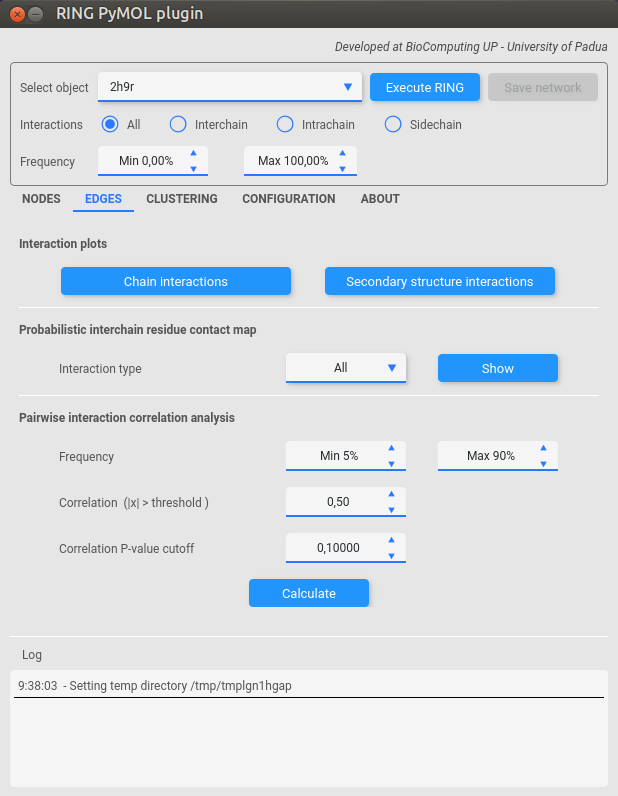 RING PyMOL plugin
Developed at BioComputing UP - University of Padua
Select object 2h9r Execute RING Save network
Interactions All Interchain Intrachain Sidechain
Frequency Min 0,00% Max 100,00%
NODES EDGES CLUSTERING CONFIGURATION ABOUT
Interaction plots
Chain interactions Secondary structure interactions
Probabilistic interchain residue contact map
Interaction type All Show
Pairwise interaction correlation analysis
Frequency Min 5% Max 90%
Correlation (|x| > threshold ) 0,50
Correlation P-value cutoff 0,10000
Calculate
Log
9:38:03 - Setting temp directory /tmp/tmplgn1hgap